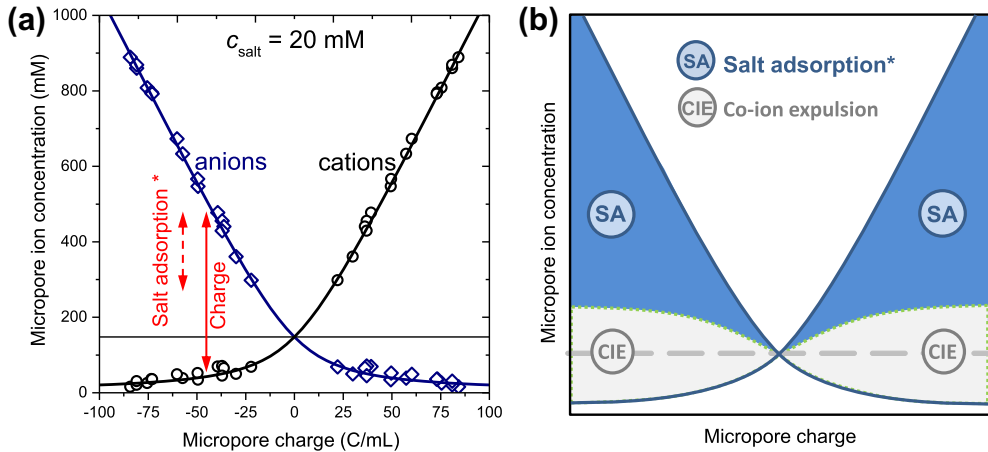 (a)
c_salt = 20 mM
Micropore ion concentration (mM)
1000
800
600
400
200
0
anions
cations
Salt adsorption *
Charge
-100 -75 -50 -25 0 25 50 75 100
Micropore charge (C/mL)
(b)
Micropore ion concentration
SA Salt adsorption*
CIE Co-ion expulsion
SA
SA
CIE
CIE
Micropore charge